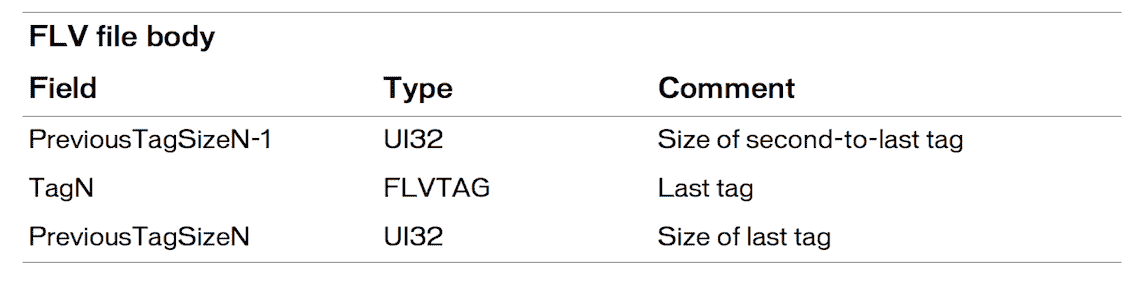 FLV file body
Field Type Comment
PreviousTagSizeN-1 UI32 Size of second-to-last tag
TagN FLVTAG Last tag
PreviousTagSizeN UI32 Size of last tag